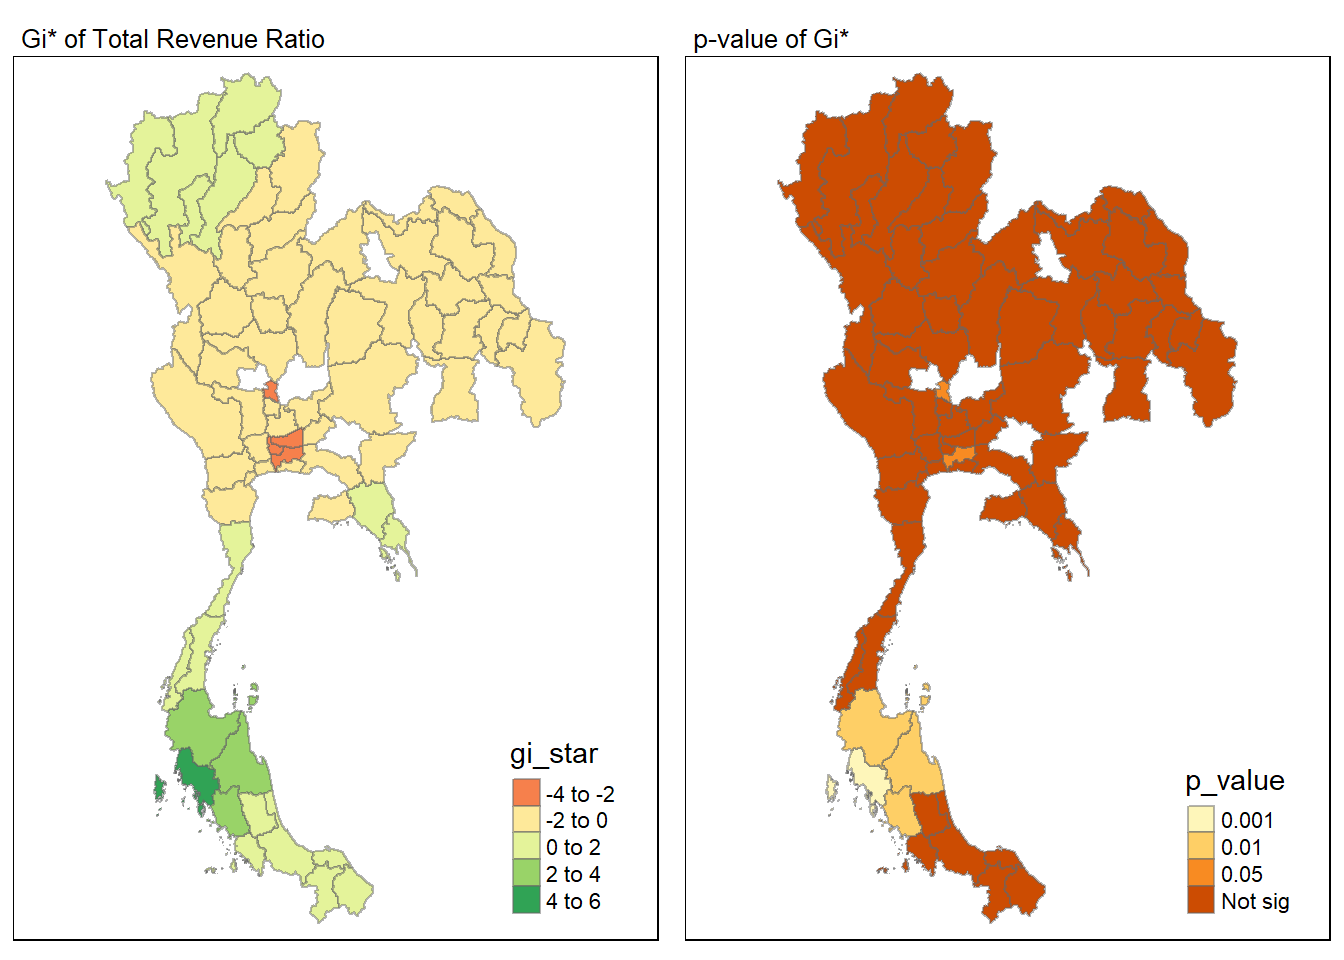 Gi* of Total Revenue Ratio
p-value of Gi*
gi_star
-4 to -2
-2 to 0
0 to 2
2 to 4
4 to 6
p_value
0.001
0.01
0.05
Not sig